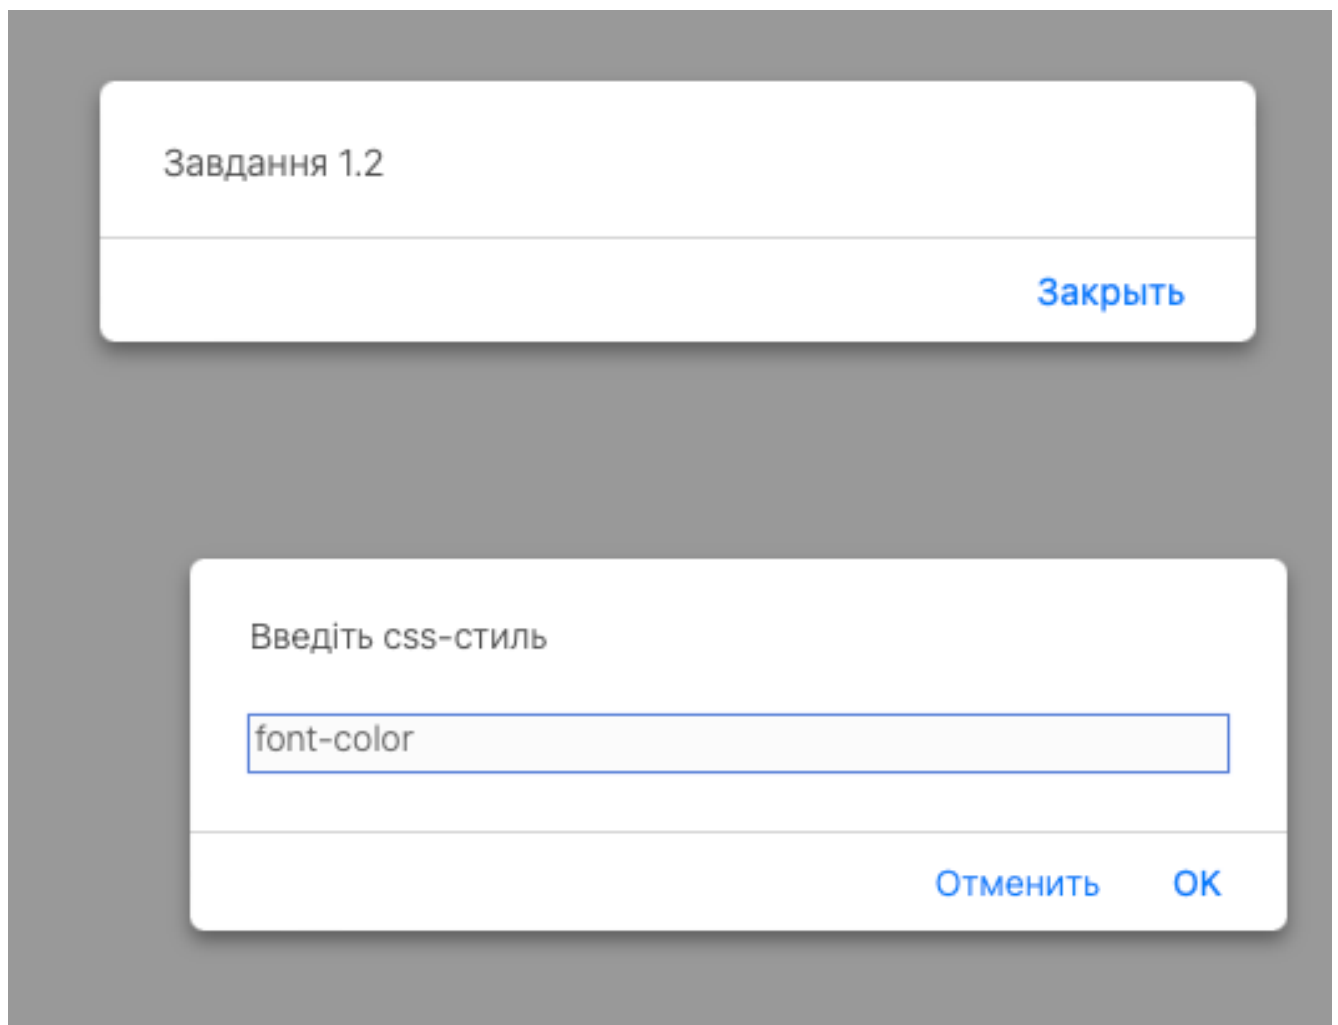 Завдання 1.2
Закрыть
Введіть css-стиль
font-color
Отменить OK